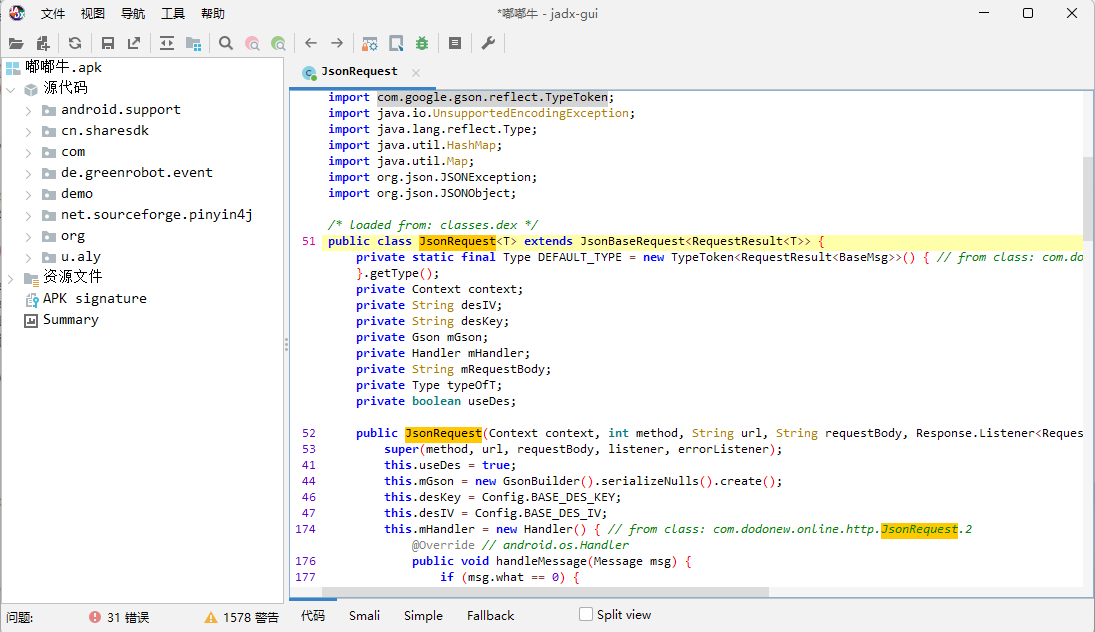 文件 视图 导航 工具 帮助
*嘟嘟牛 - jadx-gui
嘟嘟牛.apk
源代码
android.support
cn.sharesdk
com
de.greenrobot.event
demo
net.sourceforge.pinyin4j
org
u.aly
资源文件
APK signature
Summary
JsonRequest
import com.google.gson.reflect.TypeToken;
import java.io.UnsupportedEncodingException;
import java.lang.reflect.Type;
import java.util.HashMap;
import java.util.Map;
import org.json.JSONException;
import org.json.JSONObject;
/* loaded from: classes.dex */
51 public class JsonRequest<T> extends JsonBaseRequest<RequestResult<T>> {
private static final Type DEFAULT_TYPE = new TypeToken<RequestResult<BaseMsg>>() { // from class: com.do
}.getType();
private Context context;
private String desIV;
private String desKey;
private Gson mGson;
private Handler mHandler;
private String mRequestBody;
private Type typeOfT;
private boolean useDes;
52 public JsonRequest(Context context, int method, String url, String requestBody, Response.Listener<Reques
53 super(method, url, requestBody, listener, errorListener);
41 this.useDes = true;
44 this.mGson = new GsonBuilder().serializeNulls().create();
46 this.desKey = Config.BASE_DES_KEY;
47 this.desIV = Config.BASE_DES_IV;
174 this.mHandler = new Handler() { // from class: com.dodonew.online.http.JsonRequest.2
@Override // android.os.Handler
176 public void handleMessage(Message msg) {
177 if (msg.what == 0) {
问题: 31 错误 1578 警告
代码 Smali Simple Fallback Split view